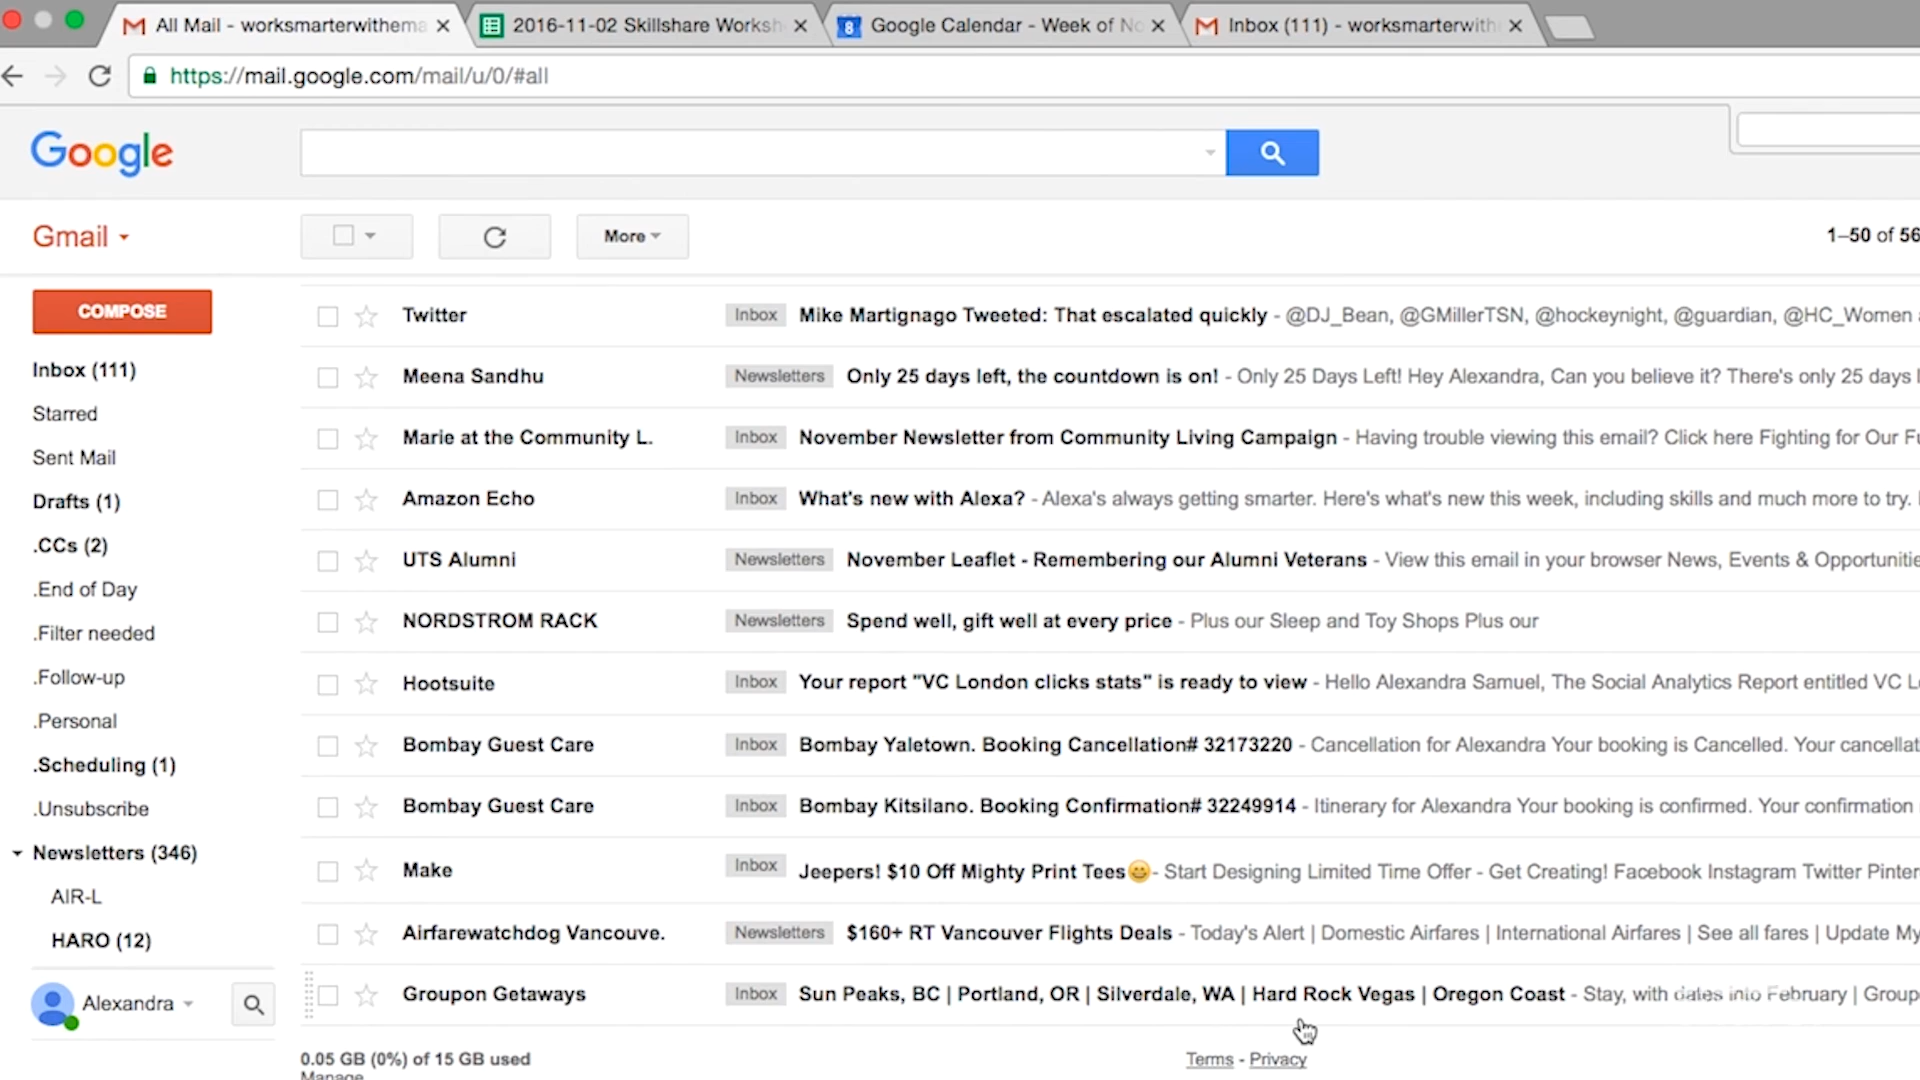 All Mail - worksmarterwithema
2016-11-02 Skillshare Worksh
Google Calendar - Week of No
Inbox (111) - worksmarterwith
https://mail.google.com/mail/u/0/#all
Google
Gmail
More
1–50 of 56
COMPOSE
Inbox (111)
Starred
Sent Mail
Drafts (1)
.CCs (2)
.End of Day
.Filter needed
.Follow-up
.Personal
.Scheduling (1)
.Unsubscribe
Newsletters (346)
AIR-L
HARO (12)
Alexandra
Twitter Inbox Mike Martignago Tweeted: That escalated quickly - @DJ_Bean, @GMillerTSN, @hockeynight, @guardian, @HC_Women a
Meena Sandhu Newsletters Only 25 days left, the countdown is on! - Only 25 Days Left! Hey Alexandra, Can you believe it? There's only 25 days l
Marie at the Community L. Inbox November Newsletter from Community Living Campaign - Having trouble viewing this email? Click here Fighting for Our Fu
Amazon Echo Inbox What's new with Alexa? - Alexa's always getting smarter. Here's what's new this week, including skills and much more to try.
UTS Alumni Newsletters November Leaflet - Remembering our Alumni Veterans - View this email in your browser News, Events & Opportunitie
NORDSTROM RACK Newsletters Spend well, gift well at every price - Plus our Sleep and Toy Shops Plus our
Hootsuite Inbox Your report "VC London clicks stats" is ready to view - Hello Alexandra Samuel, The Social Analytics Report entitled VC Lo
Bombay Guest Care Inbox Bombay Yaletown. Booking Cancellation# 32173220 - Cancellation for Alexandra Your booking is Cancelled. Your cancellat
Bombay Guest Care Inbox Bombay Kitsilano. Booking Confirmation# 32249914 - Itinerary for Alexandra Your booking is confirmed. Your confirmation
Make Inbox Jeepers! $10 Off Mighty Print Tees😀- Start Designing Limited Time Offer - Get Creating! Facebook Instagram Twitter Pinter
Airfarewatchdog Vancouve. Newsletters $160+ RT Vancouver Flights Deals - Today's Alert | Domestic Airfares | International Airfares | See all fares | Update My
Groupon Getaways Inbox Sun Peaks, BC | Portland, OR | Silverdale, WA | Hard Rock Vegas | Oregon Coast - Stay, with dates into February | Groupo
0.05 GB (0%) of 15 GB used
Manage
Terms - Privacy